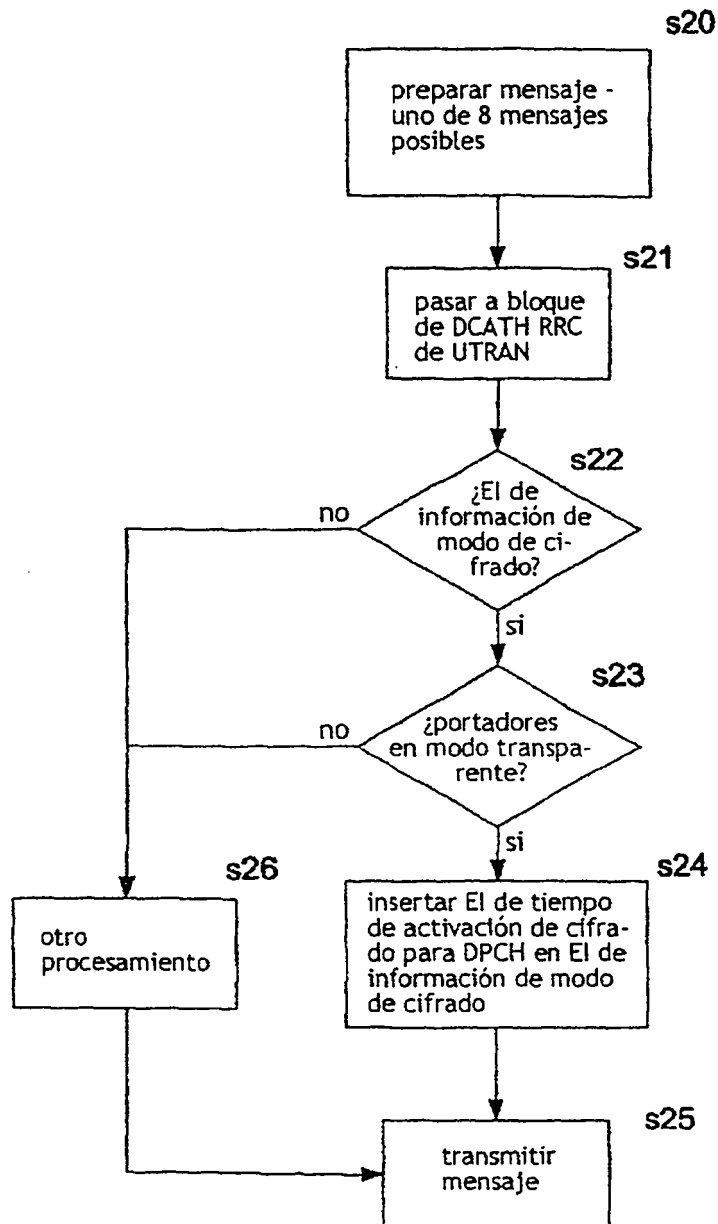 s20
preparar mensaje -
uno de 8 mensajes
posibles
s21
pasar a bloque
de DCATH RRC
de UTRAN
s22
¿EI de
información de
modo de ci-
frado?
no
si
s23
¿portadores
en modo transpa-
rente?
no
si
s24
insertar EI de tiempo
de activación de cifra-
do para DPCH en EI de
información de modo
de cifrado
s26
otro
procesamiento
s25
transmitir
mensaje